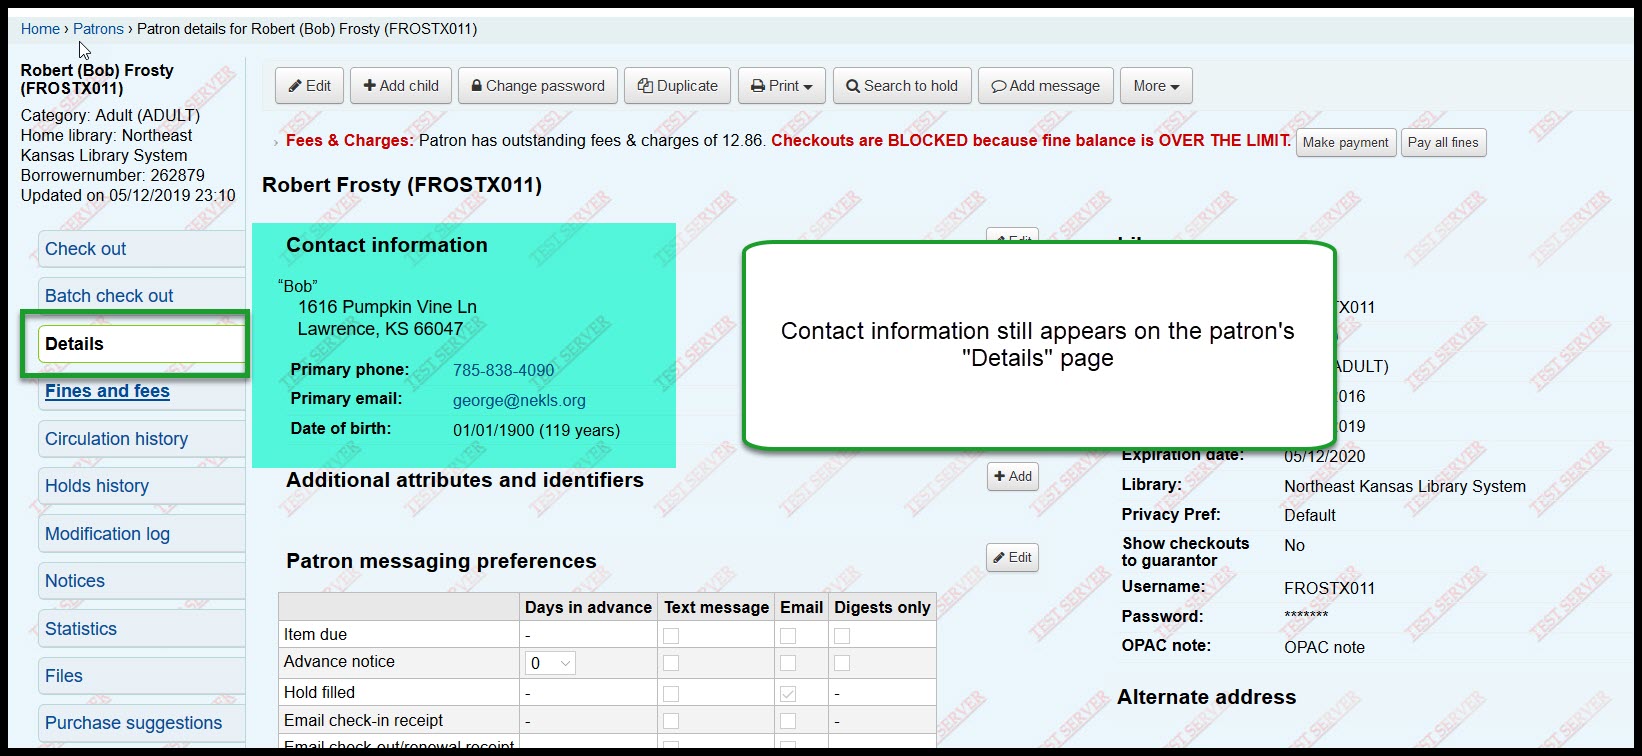 Home › Patrons › Patron details for Robert (Bob) Frosty (FROSTX011)
Robert (Bob) Frosty
(FROSTX011)
Category: Adult (ADULT)
Home library: Northeast
Kansas Library System
Borrowernumber: 262879
Updated on 05/12/2019 23:10
Check out
Batch check out
Details
Fines and fees
Circulation history
Holds history
Modification log
Notices
Statistics
Files
Purchase suggestions
Edit
Add child
Change password
Duplicate
Print
Search to hold
Add message
More
› Fees & Charges: Patron has outstanding fees & charges of 12.86. Checkouts are BLOCKED because fine balance is OVER THE LIMIT. Make payment Pay all fines
Robert Frosty (FROSTX011)
Contact information
“Bob”
1616 Pumpkin Vine Ln
Lawrence, KS 66047
Primary phone: 785-838-4090
Primary email: george@nekls.org
Date of birth: 01/01/1900 (119 years)
Contact information still appears on the patron's
"Details" page
Additional attributes and identifiers
Add
Patron messaging preferences
Edit
Days in advance Text message Email Digests only
Item due -
Advance notice 0
Hold filled - -
Email check-in receipt - -
Email check-out/renewal receipt
X011
ADULT)
016
019
Expiration date: 05/12/2020
Library: Northeast Kansas Library System
Privacy Pref: Default
Show checkouts
to guarantor No
Username: FROSTX011
Password: *******
OPAC note: OPAC note
Alternate address
TEST SERVER